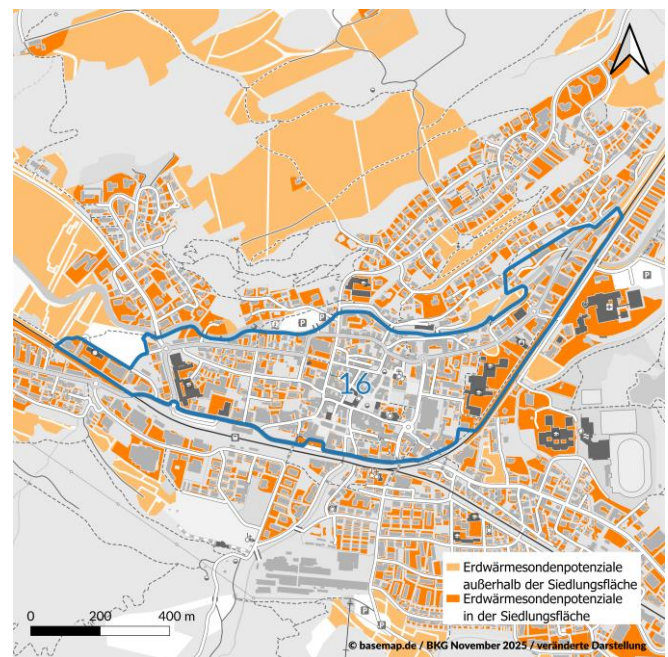 P
P P
16
P
Erdwärmesondenpotenziale
außerhalb der Siedlungsfläche
Erdwärmesondenpotenziale
in der Siedlungsfläche
0 200 400 m
© basemap.de / BKG November 2025 / veränderte Darstellung